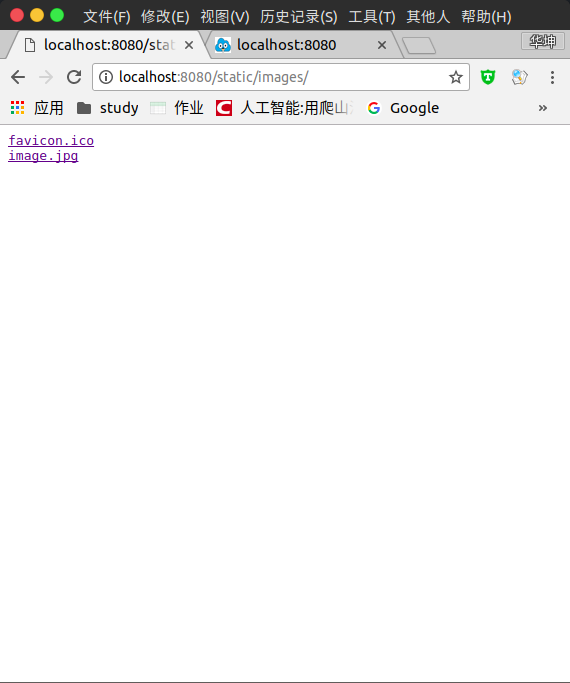 文件(F) 修改(E) 视图(V) 历史记录(S) 工具(T) 其他人 帮助(H)
localhost:8080/stat localhost:8080 华坤
localhost:8080/static/images/
应用 study 作业 人工智能:用爬山 Google »
favicon.ico
image.jpg